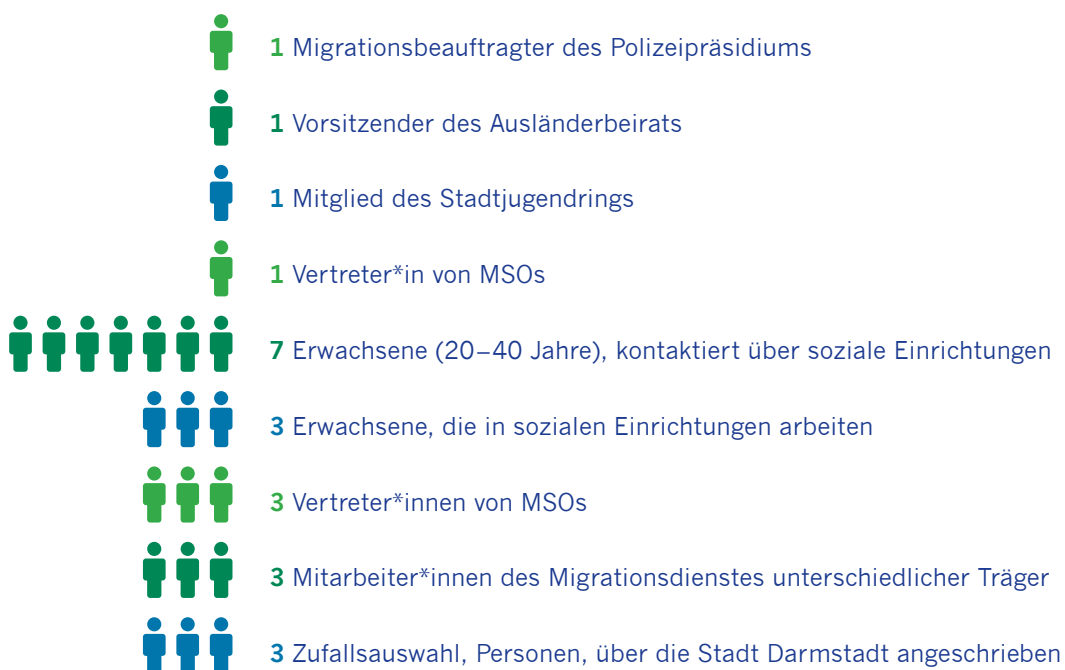 1 Migrationsbeauftragter des Polizeipräsidiums
1 Vorsitzender des Ausländerbeirats
1 Mitglied des Stadtjugendrings
1 Vertreter*in von MSOs
7 Erwachsene (20–40 Jahre), kontaktiert über soziale Einrichtungen
3 Erwachsene, die in sozialen Einrichtungen arbeiten
3 Vertreter*innen von MSOs
3 Mitarbeiter*innen des Migrationsdienstes unterschiedlicher Träger
3 Zufallsauswahl, Personen, über die Stadt Darmstadt angeschrieben